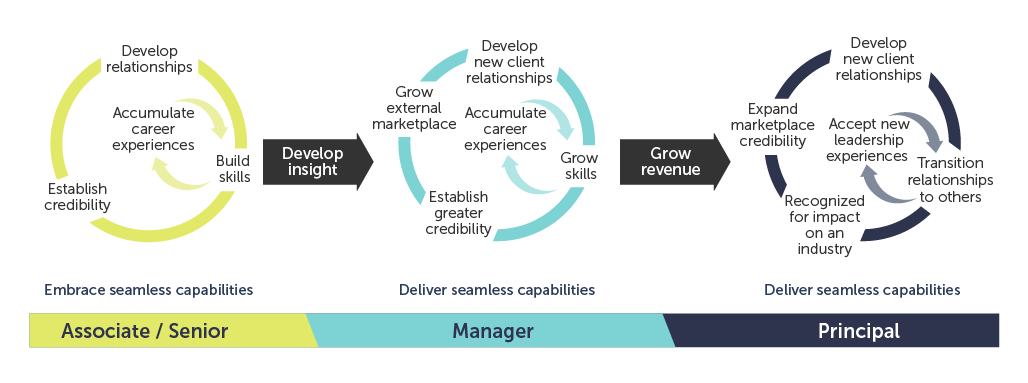 Develop
relationships
Accumulate
career
experiences
Build
skills
Establish
credibility
Develop
insight
Develop
new client
relationships
Grow
external
marketplace
Accumulate
career
experiences
Grow
skills
Establish
greater
credibility
Grow
revenue
Develop
new client
relationships
Expand
marketplace
credibility
Accept new
leadership
experiences
Transition
relationships
to others
Recognized
for impact
on an
industry
Embrace seamless capabilities
Deliver seamless capabilities
Deliver seamless capabilities
Associate / Senior
Manager
Principal